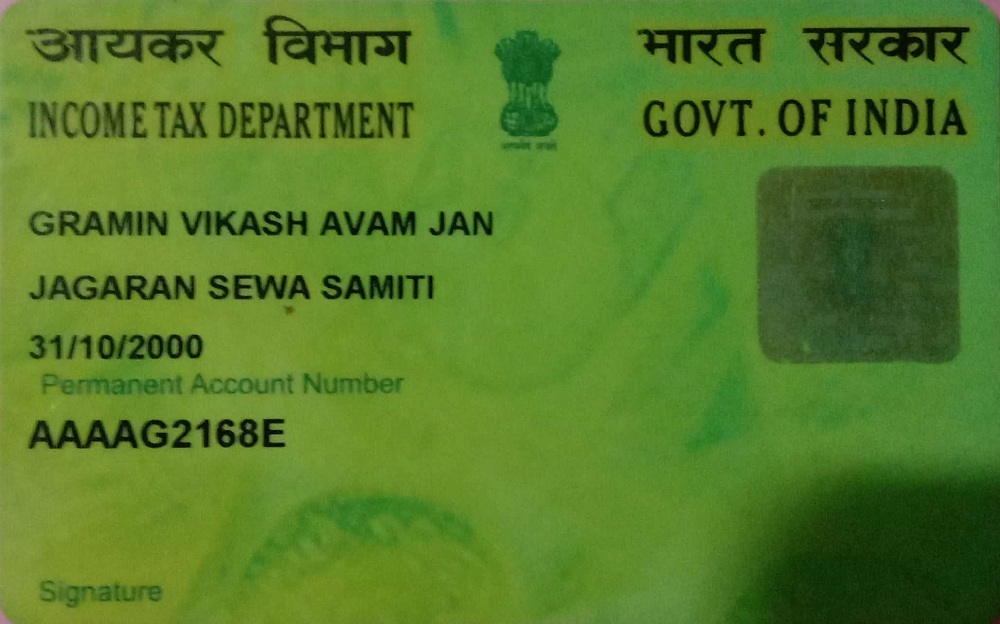 आयकर विभाग भारत सरकार
INCOME TAX DEPARTMENT GOVT. OF INDIA
GRAMIN VIKASH AVAM JAN
JAGARAN SEWA SAMITI
31/10/2000
Permanent Account Number
AAAAG2168E
Signature